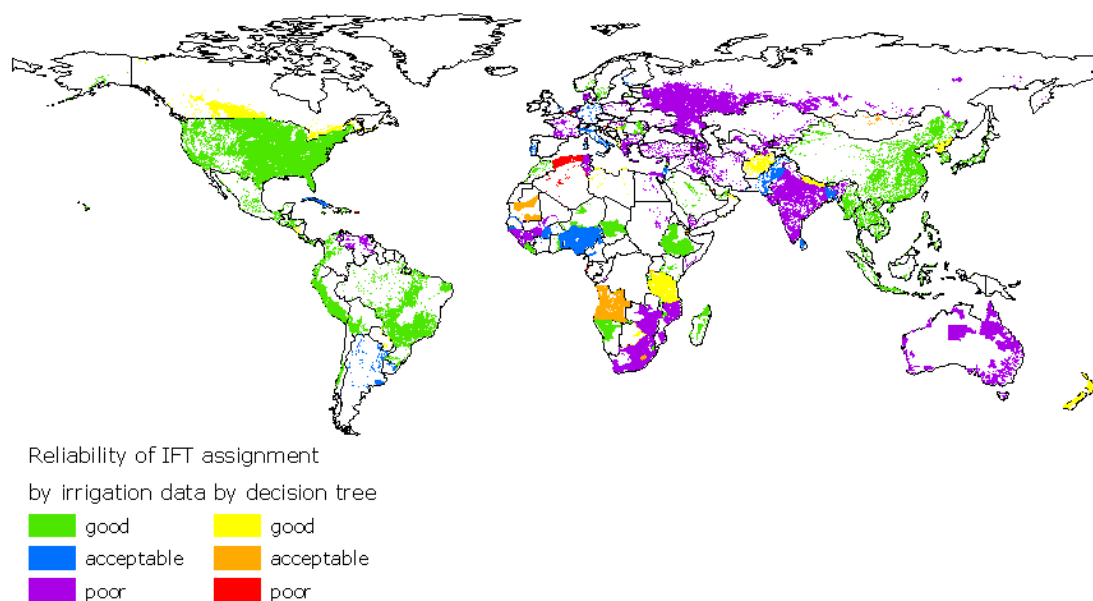 Reliability of IFT assignment
by irrigation data by decision tree
good good
acceptable acceptable
poor poor